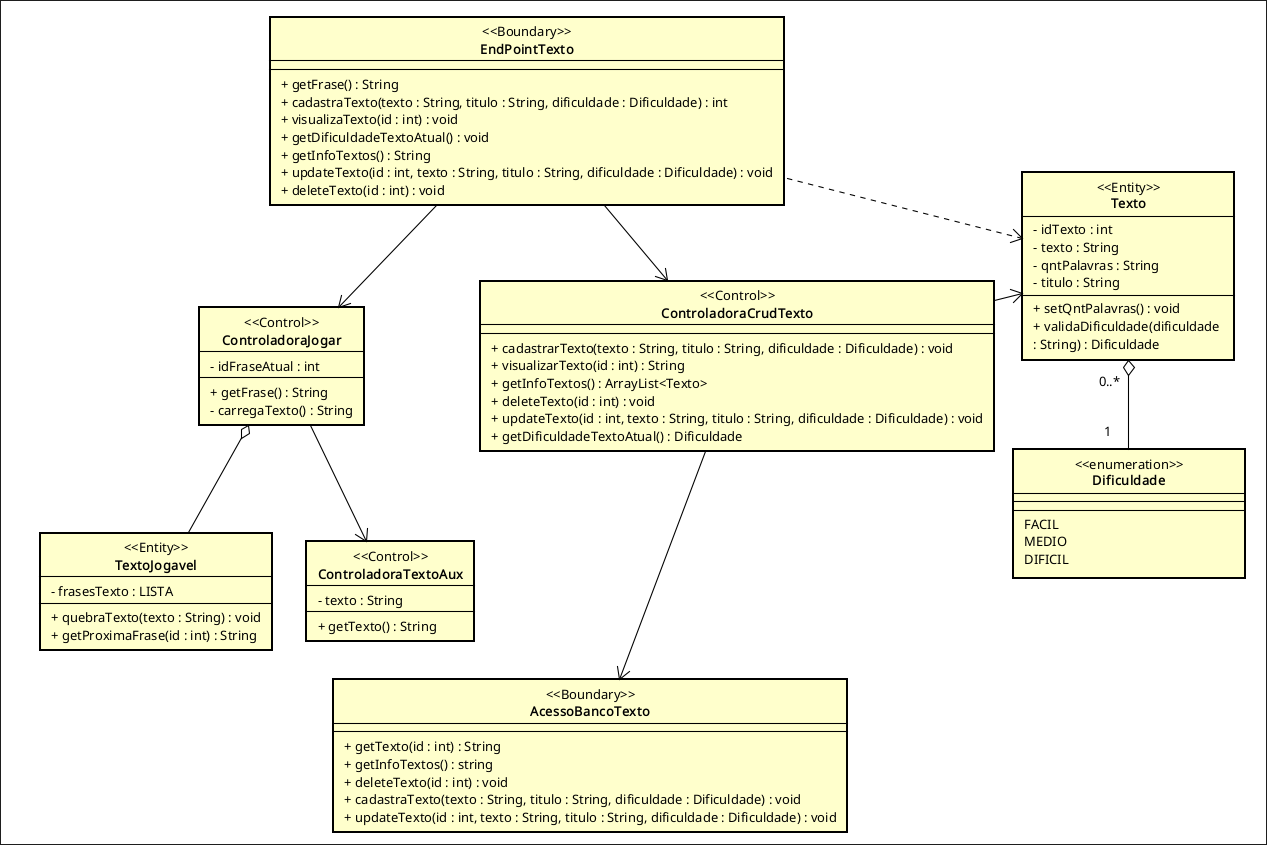 <<Boundary>>
EndPointTexto
+ getFrase() : String
+ cadastraTexto(texto : String, titulo : String, dificuldade : Dificuldade) : int
+ visualizaTexto(id : int) : void
+ getDificuldadeTextoAtual() : void
+ getInfoTextos() : String
+ updateTexto(id : int, texto : String, titulo : String, dificuldade : Dificuldade) : void
+ deleteTexto(id : int) : void
<<Entity>>
Texto
- idTexto : int
- texto : String
- qntPalavras : String
- titulo : String
+ setQntPalavras() : void
+ validaDificuldade(dificuldade
: String) : Dificuldade
<<Control>>
ControladoraCrudTexto
+ cadastrarTexto(texto : String, titulo : String, dificuldade : Dificuldade) : void
+ visualizarTexto(id : int) : String
+ getInfoTextos() : ArrayList<Texto>
+ deleteTexto(id : int) : void
+ updateTexto(id : int, texto : String, titulo : String, dificuldade : Dificuldade) : void
+ getDificuldadeTextoAtual() : Dificuldade
<<Control>>
ControladoraJogar
- idFraseAtual : int
+ getFrase() : String
- carregaTexto() : String
0..*
1
<<enumeration>>
Dificuldade
FACIL
MEDIO
DIFICIL
<<Entity>>
TextoJogavel
- frasesTexto : LISTA
+ quebraTexto(texto : String) : void
+ getProximaFrase(id : int) : String
<<Control>>
ControladoraTextoAux
- texto : String
+ getTexto() : String
<<Boundary>>
AcessoBancoTexto
+ getTexto(id : int) : String
+ getInfoTextos() : string
+ deleteTexto(id : int) : void
+ cadastraTexto(texto : String, titulo : String, dificuldade : Dificuldade) : void
+ updateTexto(id : int, texto : String, titulo : String, dificuldade : Dificuldade) : void